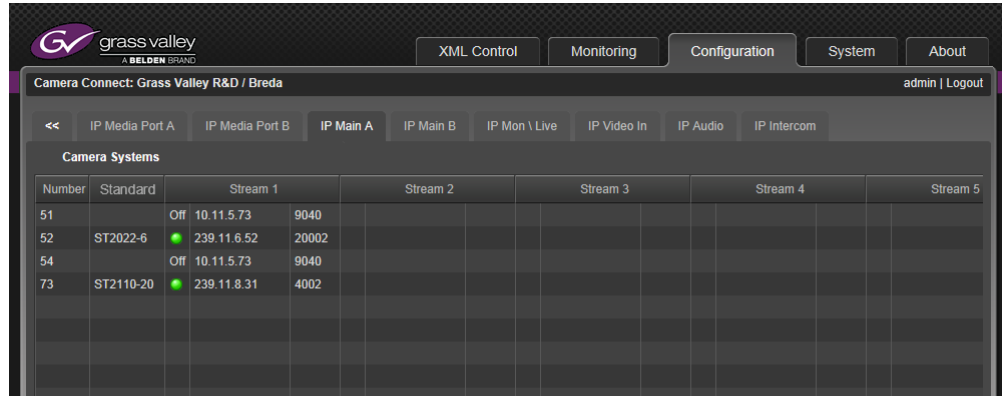 GV grass valley
A BELDEN BRAND
XML Control Monitoring Configuration System About
Camera Connect: Grass Valley R&D / Breda admin | Logout
<< IP Media Port A IP Media Port B IP Main A IP Main B IP Mon \ Live IP Video In IP Audio IP Intercom
Camera Systems
Number Standard Stream 1 Stream 2 Stream 3 Stream 4 Stream 5
51 Off 10.11.5.73 9040
52 ST2022-6 239.11.6.52 20002
54 Off 10.11.5.73 9040
73 ST2110-20 239.11.8.31 4002